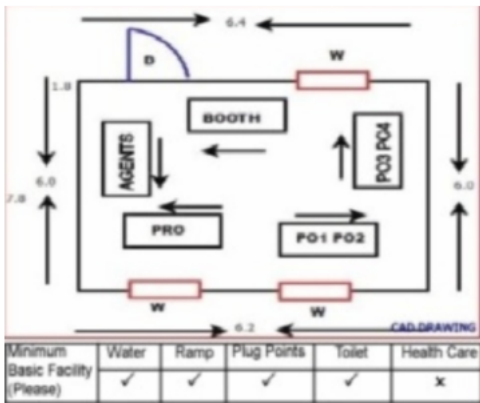 6.4
D
W
1.8
BOOTH
AGENTS
PO3 PO4
6.0
6.0
7.8
PRO
PO1 PO2
W
W
6.2
CAD DRAWING
Minimum Basic Facility (Please) Water Ramp Plug Points Toilet Health Care
✓ ✓ ✓ ✓ x